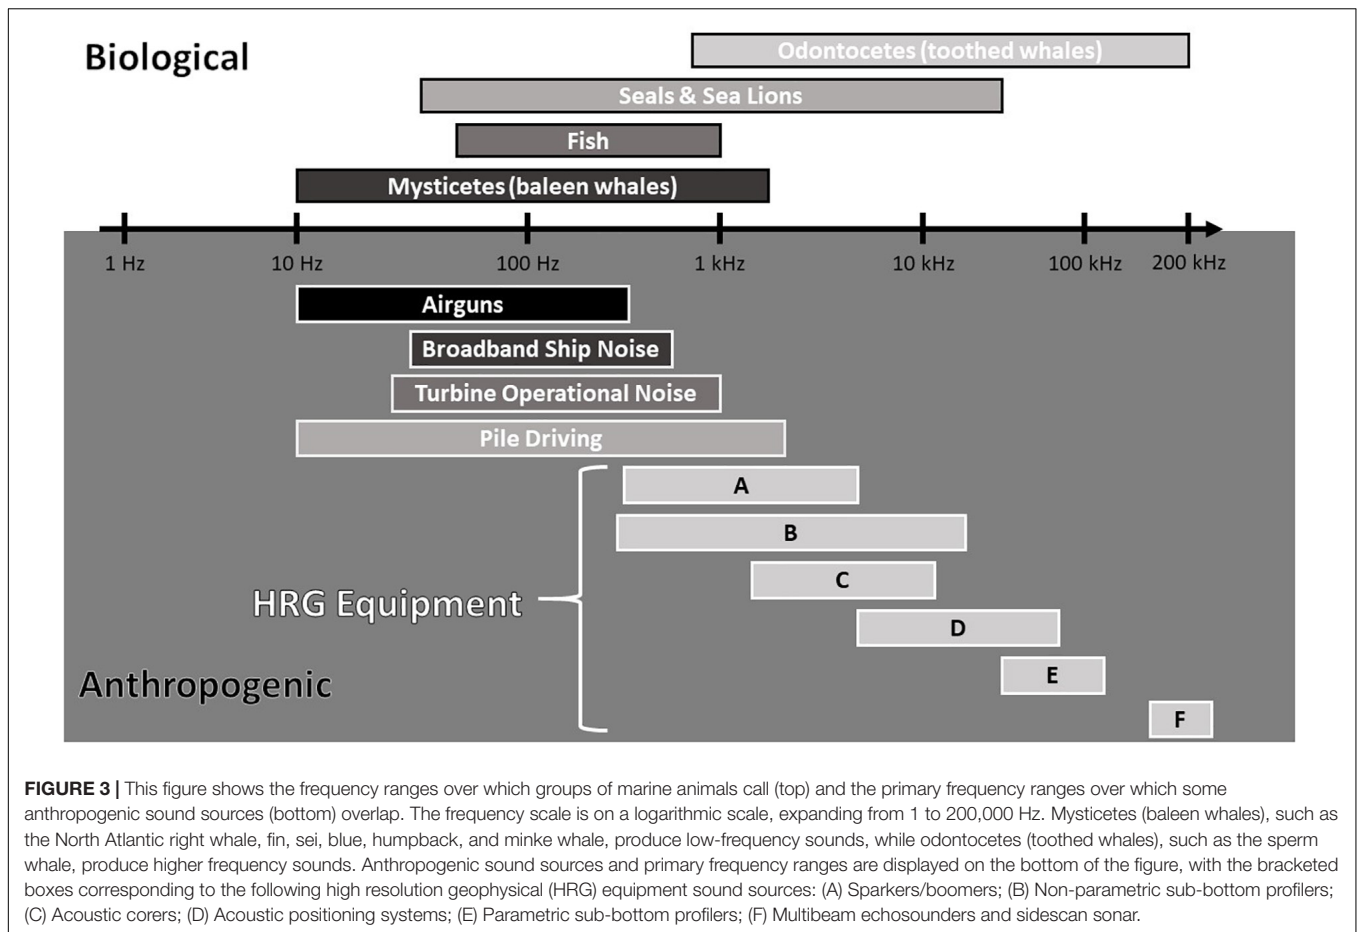 Biological
Odontocetes (toothed whales)
Seals & Sea Lions
Fish
Mysticetes (baleen whales)
1 Hz 10 Hz 100 Hz 1 kHz 10 kHz 100 kHz 200 kHz
Airguns
Broadband Ship Noise
Turbine Operational Noise
Pile Driving
A
B
C
HRG Equipment
D
E
Anthropogenic
F
FIGURE 3 | This figure shows the frequency ranges over which groups of marine animals call (top) and the primary frequency ranges over which some
anthropogenic sound sources (bottom) overlap. The frequency scale is on a logarithmic scale, expanding from 1 to 200,000 Hz. Mysticetes (baleen whales), such as
the North Atlantic right whale, fin, sei, blue, humpback, and minke whale, produce low-frequency sounds, while odontocetes (toothed whales), such as the sperm
whale, produce higher frequency sounds. Anthropogenic sound sources and primary frequency ranges are displayed on the bottom of the figure, with the bracketed
boxes corresponding to the following high resolution geophysical (HRG) equipment sound sources: (A) Sparkers/boomers; (B) Non-parametric sub-bottom profilers;
(C) Acoustic corers; (D) Acoustic positioning systems; (E) Parametric sub-bottom profilers; (F) Multibeam echosounders and sidescan sonar.